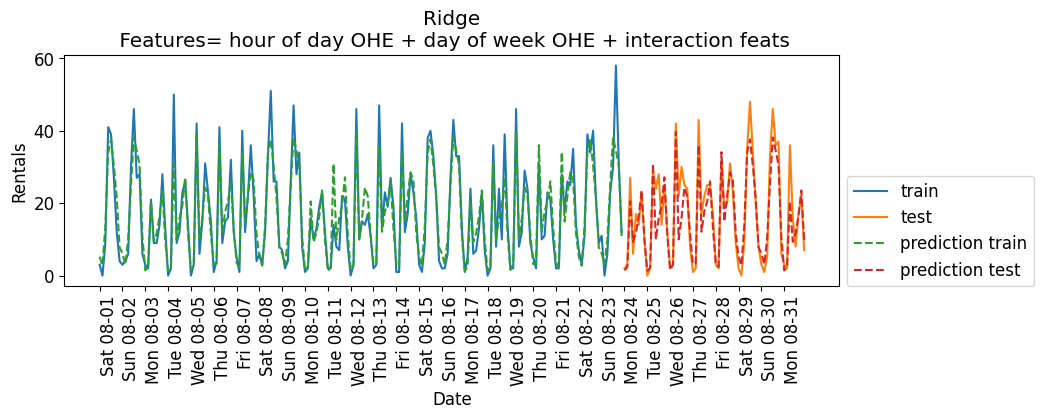 Ridge
Features= hour of day OHE + day of week OHE + interaction feats
60
40
20
0
Rentals
Sat 08-01
Sun 08-02
Mon 08-03
Tue 08-04
Wed 08-05
Thu 08-06
Fri 08-07
Sat 08-08
Sun 08-09
Mon 08-10
Tue 08-11
Wed 08-12
Thu 08-13
Fri 08-14
Sat 08-15
Sun 08-16
Mon 08-17
Tue 08-18
Wed 08-19
Thu 08-20
Fri 08-21
Sat 08-22
Sun 08-23
Mon 08-24
Tue 08-25
Wed 08-26
Thu 08-27
Fri 08-28
Sat 08-29
Sun 08-30
Mon 08-31
Date
train
test
prediction train
prediction test